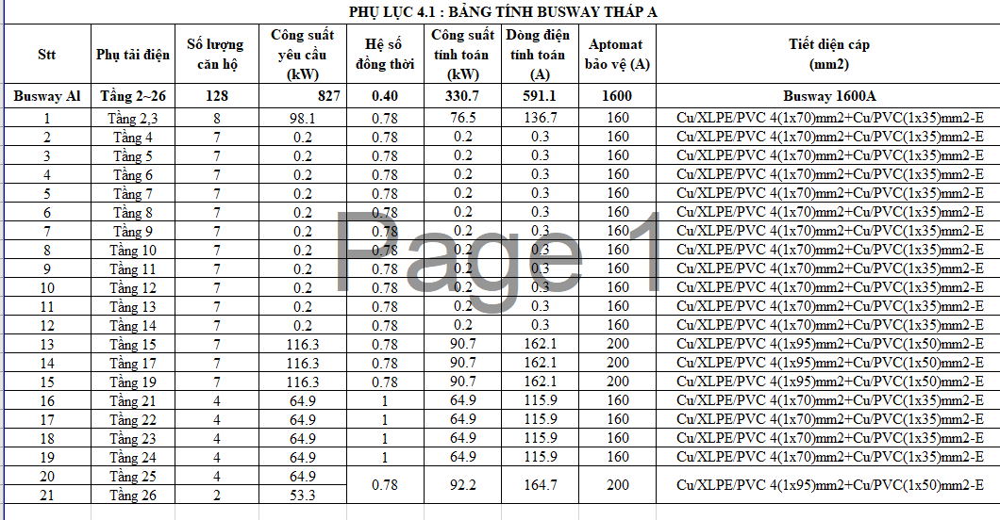 PHỤ LỤC 4.1 : BẢNG TÍNH BUSWAY THÁP A
Stt Phụ tải điện Số lượng căn hộ Công suất yêu cầu (kW) Hệ số đồng thời Công suất tính toán (kW) Dòng điện tính toán (A) Aptomat bảo vệ (A) Tiết diện cáp (mm2)
Busway Al Tầng 2~26 128 827 0.40 330.7 591.1 1600 Busway 1600A
1 Tầng 2,3 8 98.1 0.78 76.5 136.7 160 Cu/XLPE/PVC 4(1x70)mm2+Cu/PVC(1x35)mm2-E
2 Tầng 4 7 0.2 0.78 0.2 0.3 160 Cu/XLPE/PVC 4(1x70)mm2+Cu/PVC(1x35)mm2-E
3 Tầng 5 7 0.2 0.78 0.2 0.3 160 Cu/XLPE/PVC 4(1x70)mm2+Cu/PVC(1x35)mm2-E
4 Tầng 6 7 0.2 0.78 0.2 0.3 160 Cu/XLPE/PVC 4(1x70)mm2+Cu/PVC(1x35)mm2-E
5 Tầng 7 7 0.2 0.78 0.2 0.3 160 Cu/XLPE/PVC 4(1x70)mm2+Cu/PVC(1x35)mm2-E
6 Tầng 8 7 0.2 0.78 0.2 0.3 160 Cu/XLPE/PVC 4(1x70)mm2+Cu/PVC(1x35)mm2-E
7 Tầng 9 7 0.2 0.78 0.2 0.3 160 Cu/XLPE/PVC 4(1x70)mm2+Cu/PVC(1x35)mm2-E
8 Tầng 10 7 0.2 0.78 0.2 0.3 160 Cu/XLPE/PVC 4(1x70)mm2+Cu/PVC(1x35)mm2-E
9 Tầng 11 7 0.2 0.78 0.2 0.3 160 Cu/XLPE/PVC 4(1x70)mm2+Cu/PVC(1x35)mm2-E
10 Tầng 12 7 0.2 0.78 0.2 0.3 160 Cu/XLPE/PVC 4(1x70)mm2+Cu/PVC(1x35)mm2-E
11 Tầng 13 7 0.2 0.78 0.2 0.3 160 Cu/XLPE/PVC 4(1x70)mm2+Cu/PVC(1x35)mm2-E
12 Tầng 14 7 0.2 0.78 0.2 0.3 160 Cu/XLPE/PVC 4(1x70)mm2+Cu/PVC(1x35)mm2-E
13 Tầng 15 7 116.3 0.78 90.7 162.1 200 Cu/XLPE/PVC 4(1x95)mm2+Cu/PVC(1x50)mm2-E
14 Tầng 17 7 116.3 0.78 90.7 162.1 200 Cu/XLPE/PVC 4(1x95)mm2+Cu/PVC(1x50)mm2-E
15 Tầng 19 7 116.3 0.78 90.7 162.1 200 Cu/XLPE/PVC 4(1x95)mm2+Cu/PVC(1x50)mm2-E
16 Tầng 21 4 64.9 1 64.9 115.9 160 Cu/XLPE/PVC 4(1x70)mm2+Cu/PVC(1x35)mm2-E
17 Tầng 22 4 64.9 1 64.9 115.9 160 Cu/XLPE/PVC 4(1x70)mm2+Cu/PVC(1x35)mm2-E
18 Tầng 23 4 64.9 1 64.9 115.9 160 Cu/XLPE/PVC 4(1x70)mm2+Cu/PVC(1x35)mm2-E
19 Tầng 24 4 64.9 1 64.9 115.9 160 Cu/XLPE/PVC 4(1x70)mm2+Cu/PVC(1x35)mm2-E
20 Tầng 25 4 64.9 0.78 92.2 164.7 200 Cu/XLPE/PVC 4(1x95)mm2+Cu/PVC(1x50)mm2-E
21 Tầng 26 2 53.3
Page 1